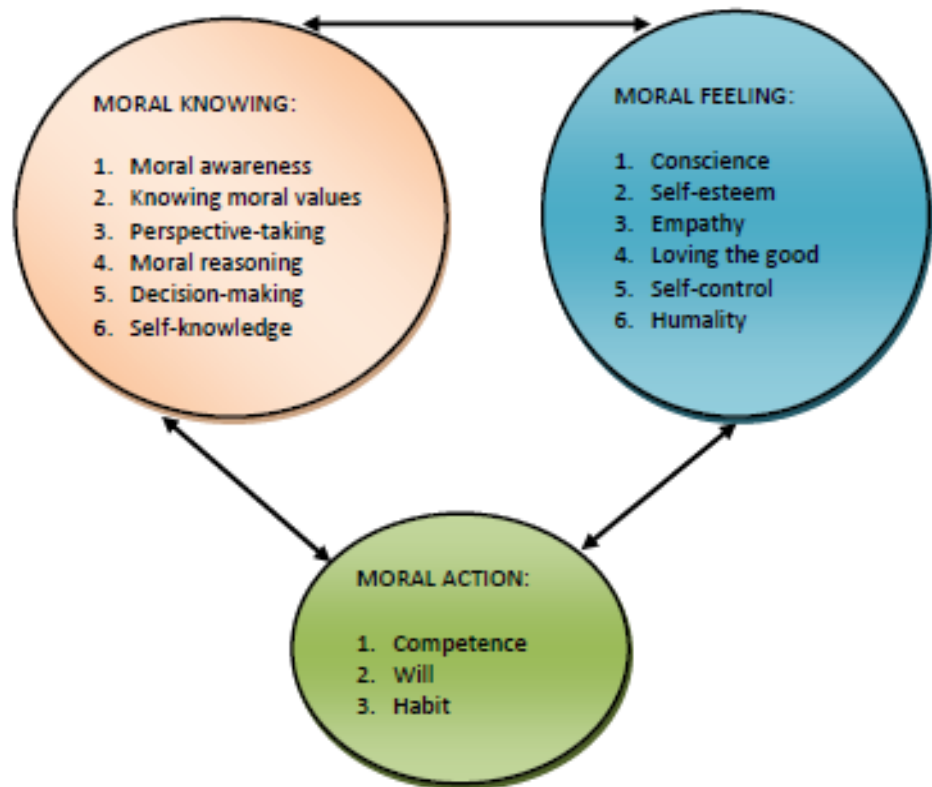 MORAL KNOWING:
1. Moral awareness
2. Knowing moral values
3. Perspective-taking
4. Moral reasoning
5. Decision-making
6. Self-knowledge
MORAL FEELING:
1. Conscience
2. Self-esteem
3. Empathy
4. Loving the good
5. Self-control
6. Humality
MORAL ACTION:
1. Competence
2. Will
3. Habit